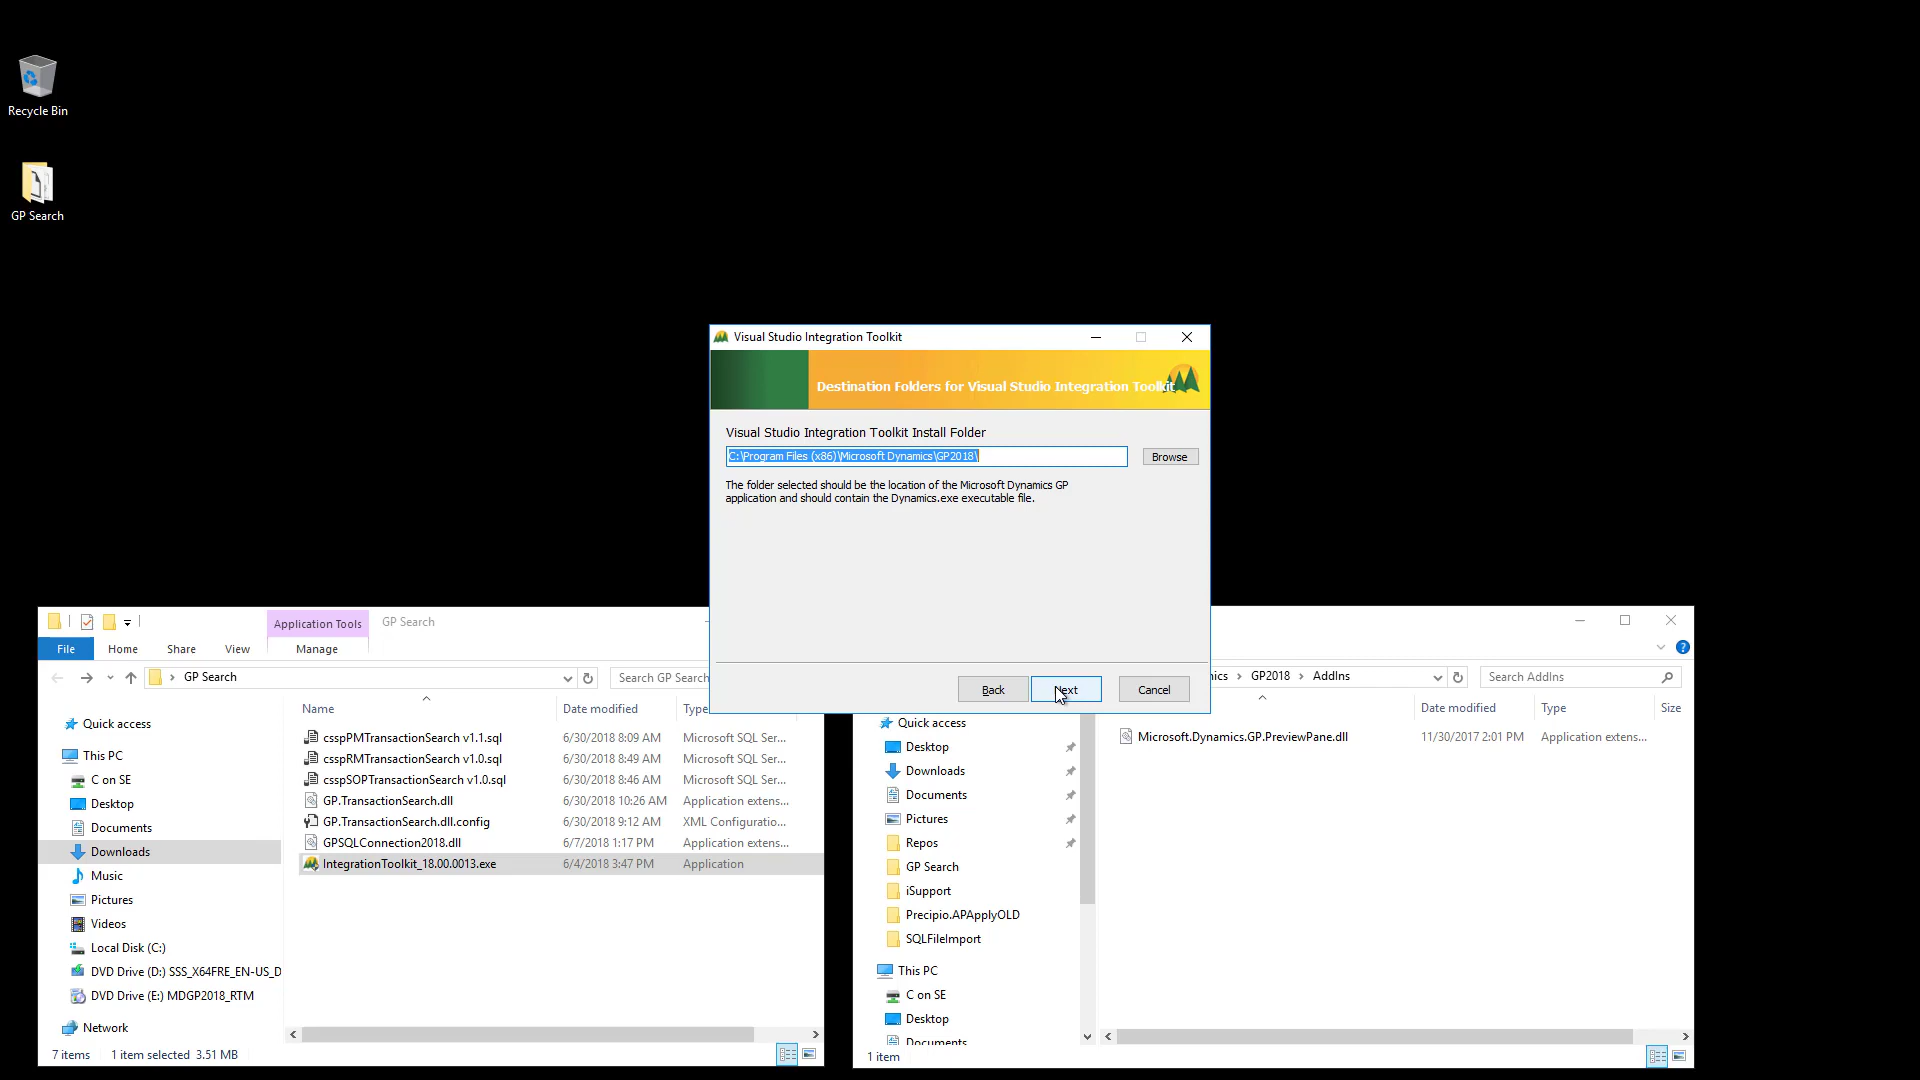 Recycle Bin
GP Search
Visual Studio Integration Toolkit
Destination Folders for Visual Studio Integration Toolkit
Visual Studio Integration Toolkit Install Folder
C:\Program Files (x86)\Microsoft Dynamics\GP2018\
Browse
The folder selected should be the location of the Microsoft Dynamics GP
application and should contain the Dynamics.exe executable file.
Back
Next
Cancel
Application Tools
GP Search
File
Home
Share
View
Manage
GP Search
Search GP Search
Name
Date modified
Type
Quick access
This PC
C on SE
Desktop
Documents
Downloads
Music
Pictures
Videos
Local Disk (C:)
DVD Drive (D:) SSS_X64FRE_EN-US_D
DVD Drive (E:) MDGP2018_RTM
Network
csspPMTransactionSearch v1.1.sql 6/30/2018 8:09 AM Microsoft SQL Ser...
csspRMTransactionSearch v1.0.sql 6/30/2018 8:49 AM Microsoft SQL Ser...
csspSOPTransactionSearch v1.0.sql 6/30/2018 8:46 AM Microsoft SQL Ser...
GP.TransactionSearch.dll 6/30/2018 10:26 AM Application extens...
GP.TransactionSearch.dll.config 6/30/2018 9:12 AM XML Configuratio...
GPSQLConnection2018.dll 6/7/2018 1:17 PM Application extens...
IntegrationToolkit_18.00.0013.exe 6/4/2018 3:47 PM Application
7 items 1 item selected 3.51 MB
mics > GP2018 > AddIns
Search AddIns
Date modified
Type
Size
Quick access
Desktop
Downloads
Documents
Pictures
Repos
GP Search
iSupport
Precipio.APApplyOLD
SQLFileImport
This PC
C on SE
Desktop
Documents
Microsoft.Dynamics.GP.PreviewPane.dll 11/30/2017 2:01 PM Application extens...
1 item